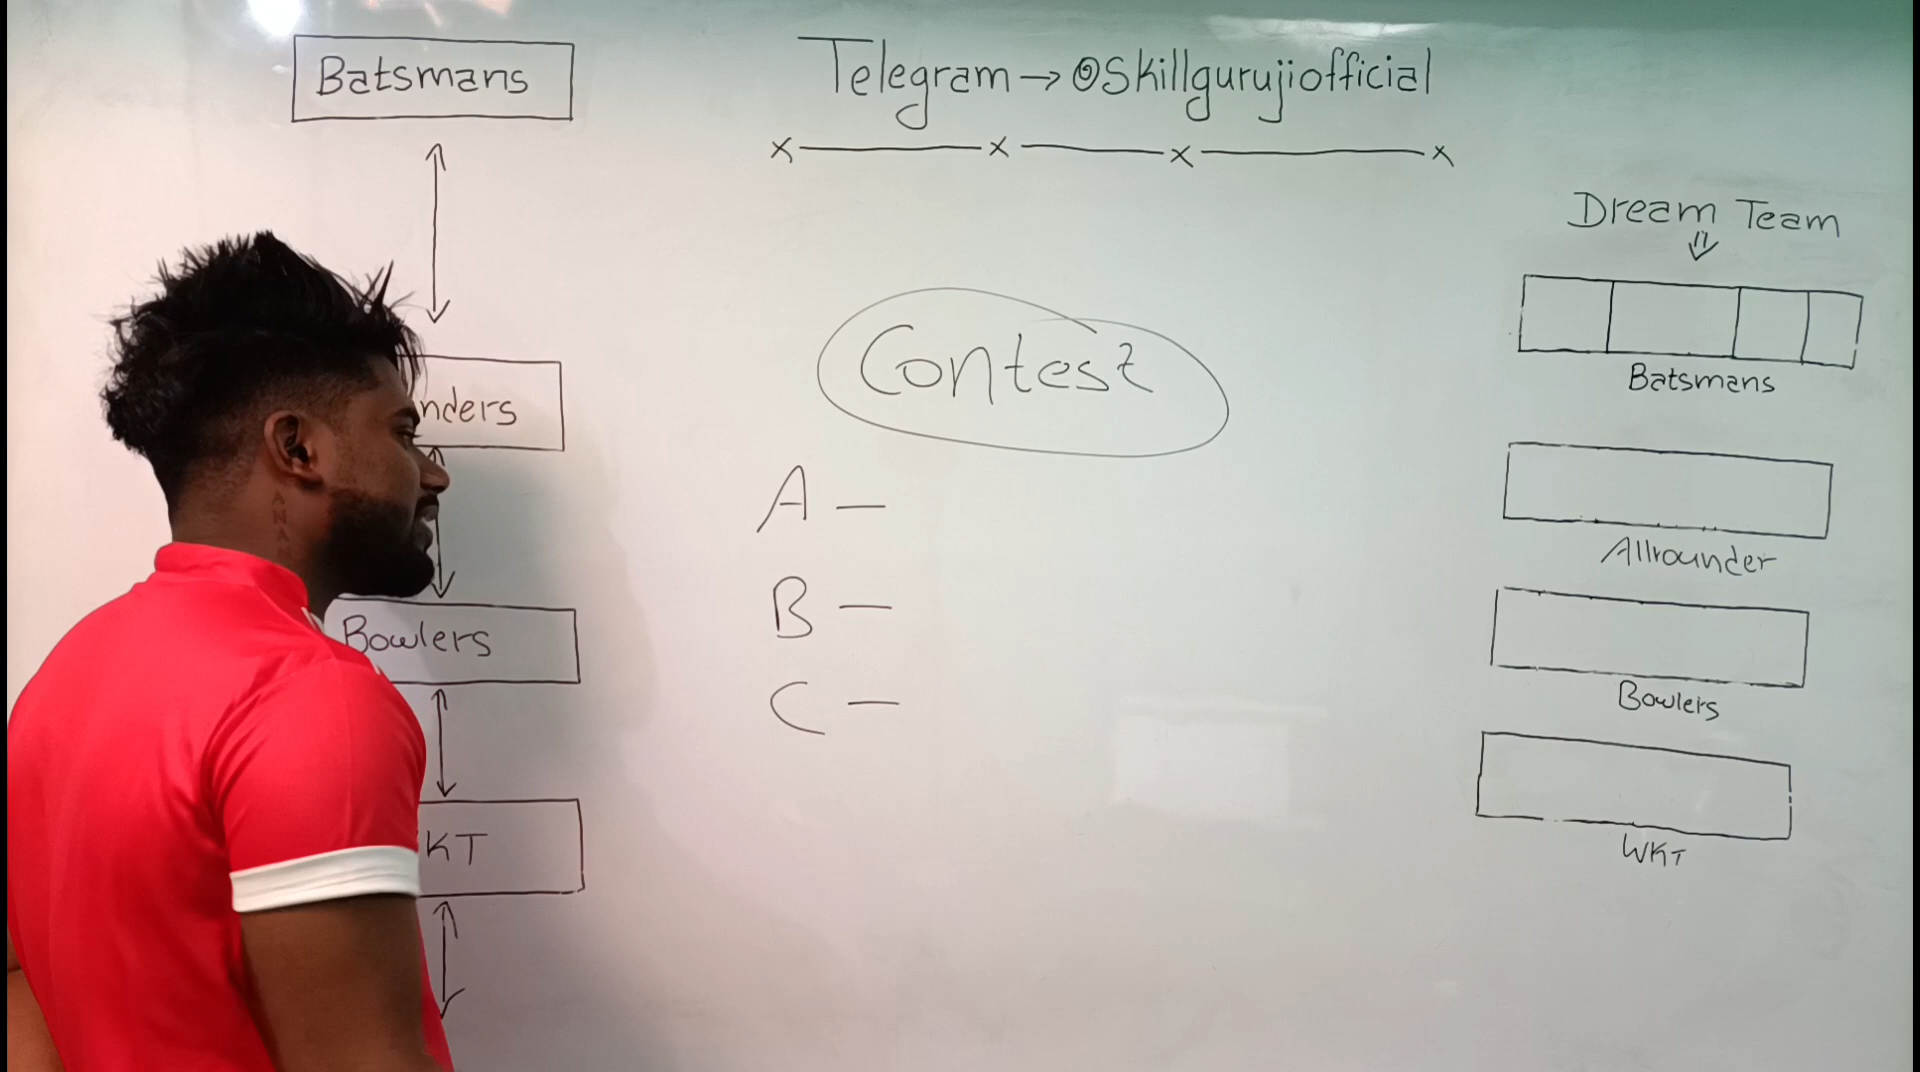 Batsmans
Telegram → @Skillgurujiofficial
x x x x
Dream Team
Batsmans
nders
Contest
Allrounder
A —
B —
C —
Bowlers
Bowlers
KT
WKT